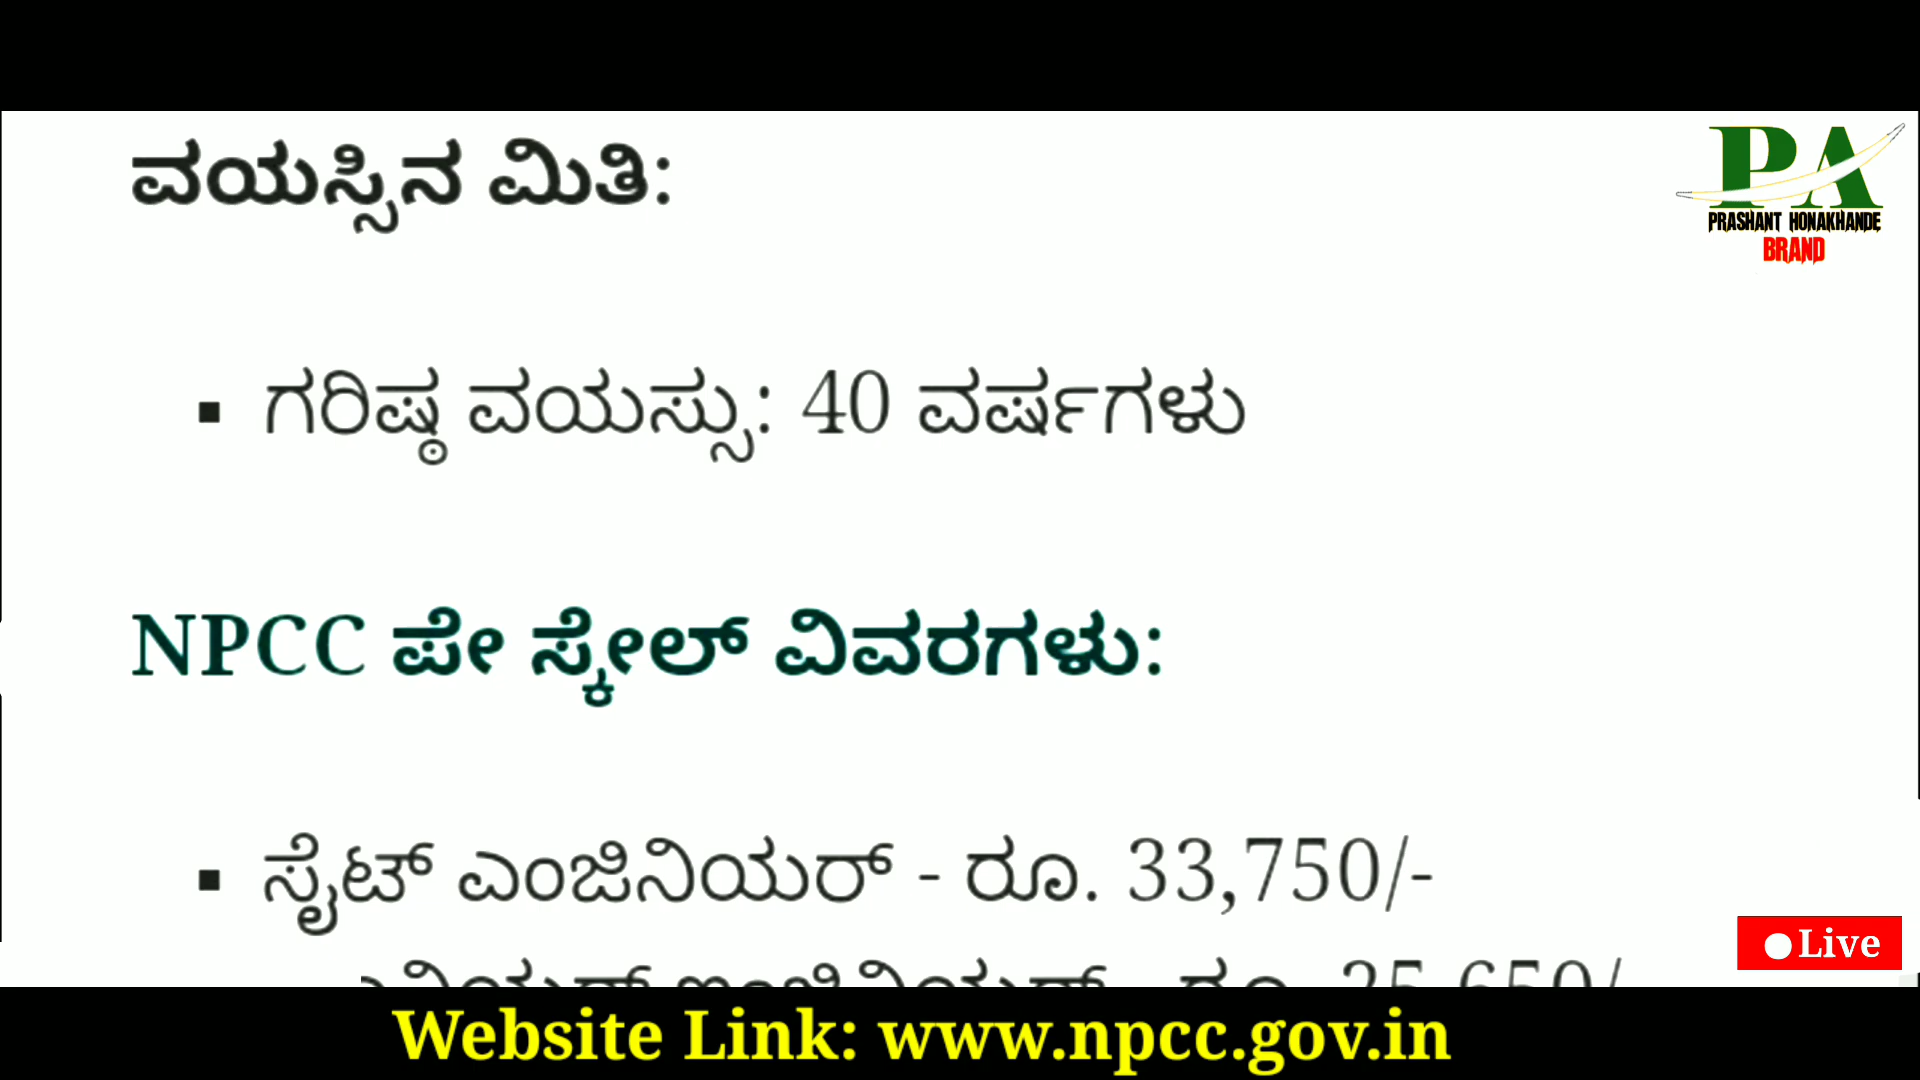 ವಯಸ್ಸಿನ ಮಿತಿ:
PA
PRASHANT HONAKHANDE
BRAND
▪ ಗರಿಷ್ಠ ವಯಸ್ಸು: 40 ವರ್ಷಗಳು
NPCC ಪೇ ಸ್ಕೇಲ್ ವಿವರಗಳು:
▪ ಸೈಟ್ ಎಂಜಿನಿಯರ್ - ರೂ. 33,750/-
Live
Website Link: www.npcc.gov.in